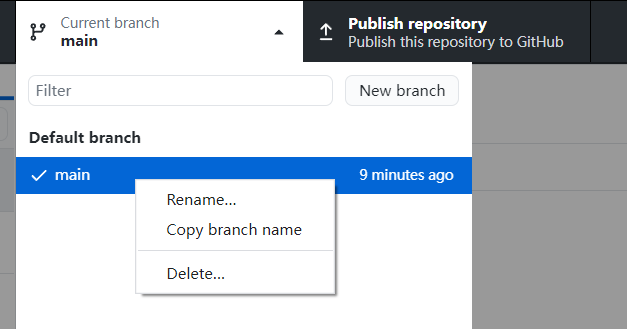 Current branch
main
Publish repository
Publish this repository to GitHub
Filter
New branch
Default branch
main
9 minutes ago
Rename...
Copy branch name
Delete...